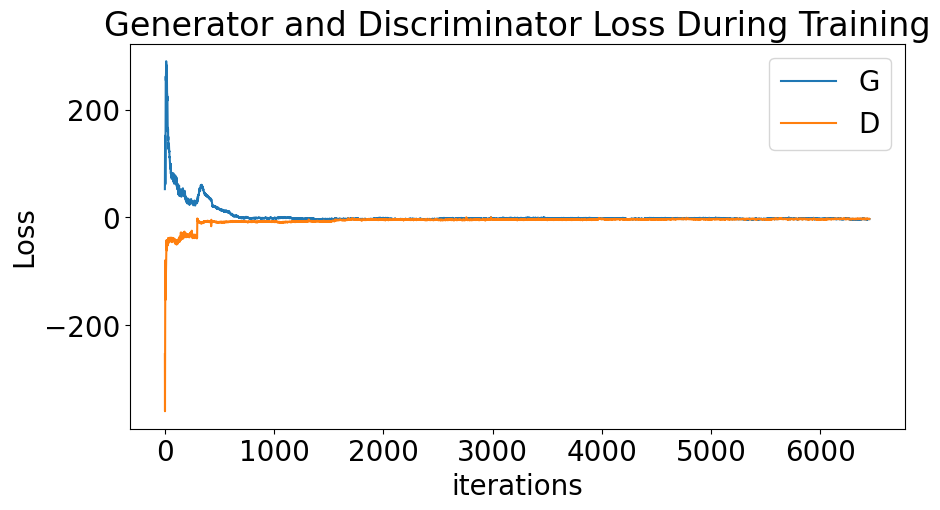 Generator and Discriminator Loss During Training
G
D
Loss
200
0
−200
0 1000 2000 3000 4000 5000 6000
iterations